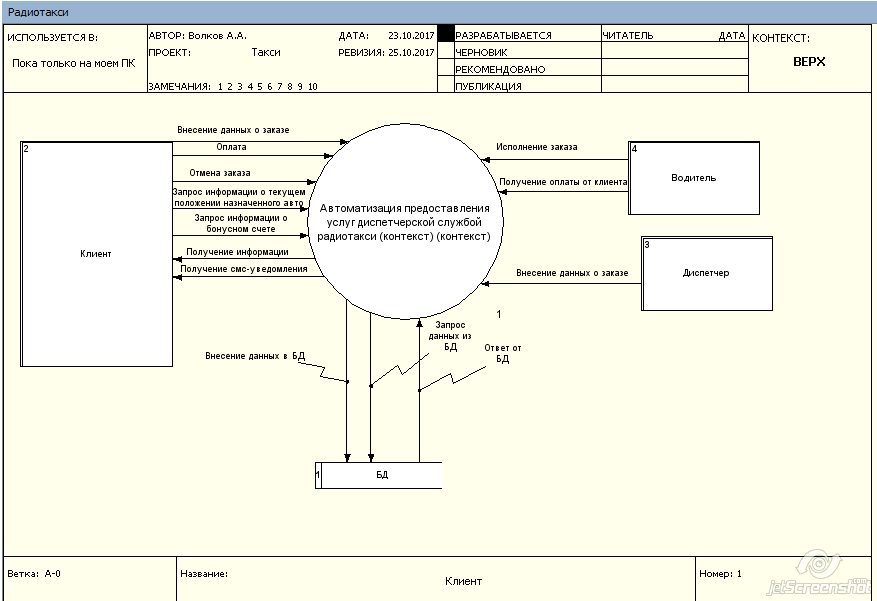 Радиотакси
ИСПОЛЬЗУЕТСЯ В:
Пока только на моем ПК
АВТОР: Волков А.А.
ДАТА: 23.10.2017
ПРОЕКТ: Такси
РЕВИЗИЯ: 25.10.2017
ЗАМЕЧАНИЯ: 1 2 3 4 5 6 7 8 9 10
РАЗРАБАТЫВАЕТСЯ
ЧЕРНОВИК
РЕКОМЕНДОВАНО
ПУБЛИКАЦИЯ
ЧИТАТЕЛЬ ДАТА
КОНТЕКСТ:
ВЕРХ
2
Клиент
Внесение данных о заказе
Оплата
Отмена заказа
Запрос информации о текущем
положении назначенного авто
Запрос информации о
бонусном счете
Получение информации
Получение смс-уведомления
Автоматизация предоставления
услуг диспетчерской службой
радиотакси (контекст) (контекст)
1
Исполнение заказа
Получение оплаты от клиента
4
Водитель
Внесение данных о заказе
3
Диспетчер
Внесение данных в БД
Запрос
данных из
БД
Ответ от
БД
1
БД
Ветка: А-0
Название:
Клиент
Номер: 1
jetScreenshot
.com